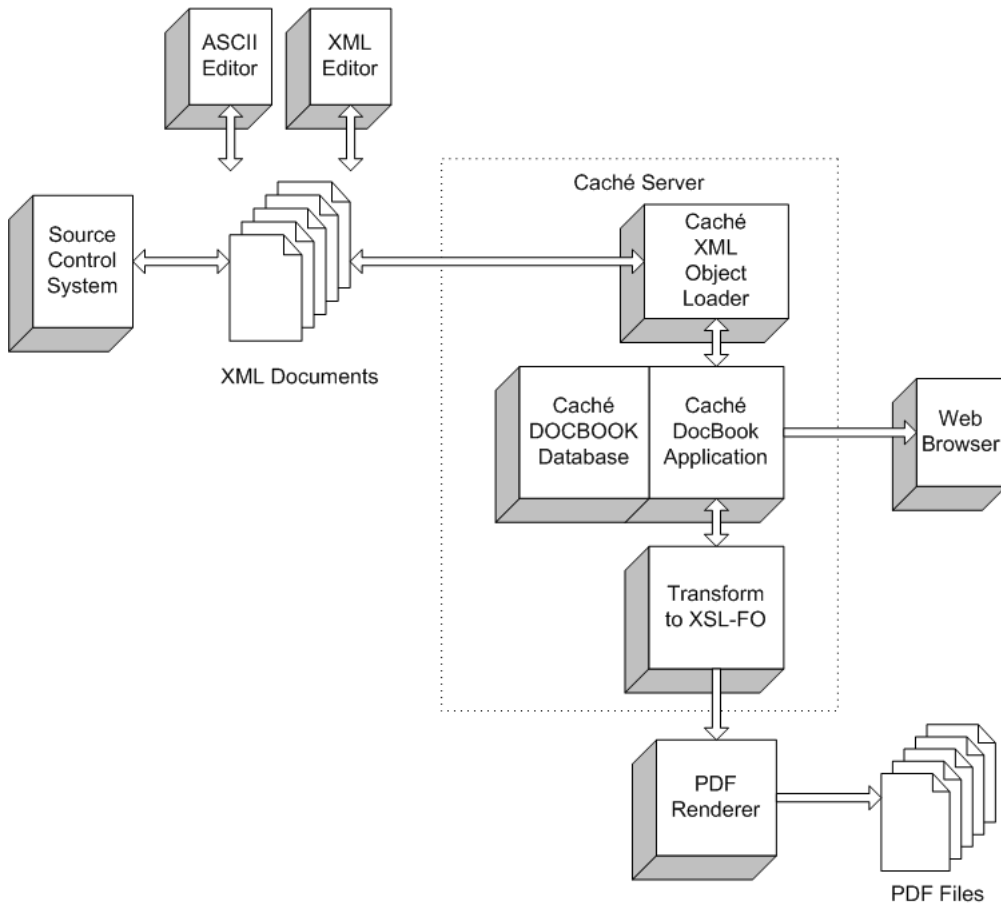 ASCII
Editor
XML
Editor
Caché Server
Source
Control
System
XML Documents
Caché
XML
Object
Loader
Caché
DOCBOOK
Database
Caché
DocBook
Application
Web
Browser
Transform
to XSL-FO
PDF
Renderer
PDF Files